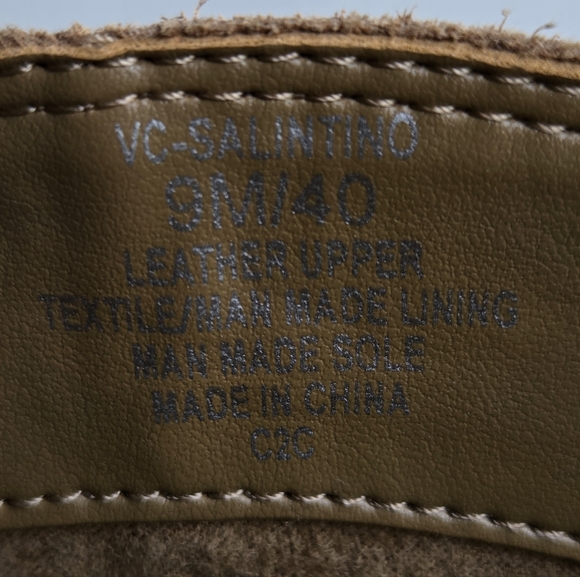 VC-SALINTINO
9M/40
LEATHER UPPER
TEXTILE/MAN MADE LINING
MAN MADE SOLE
MADE IN CHINA
C2C